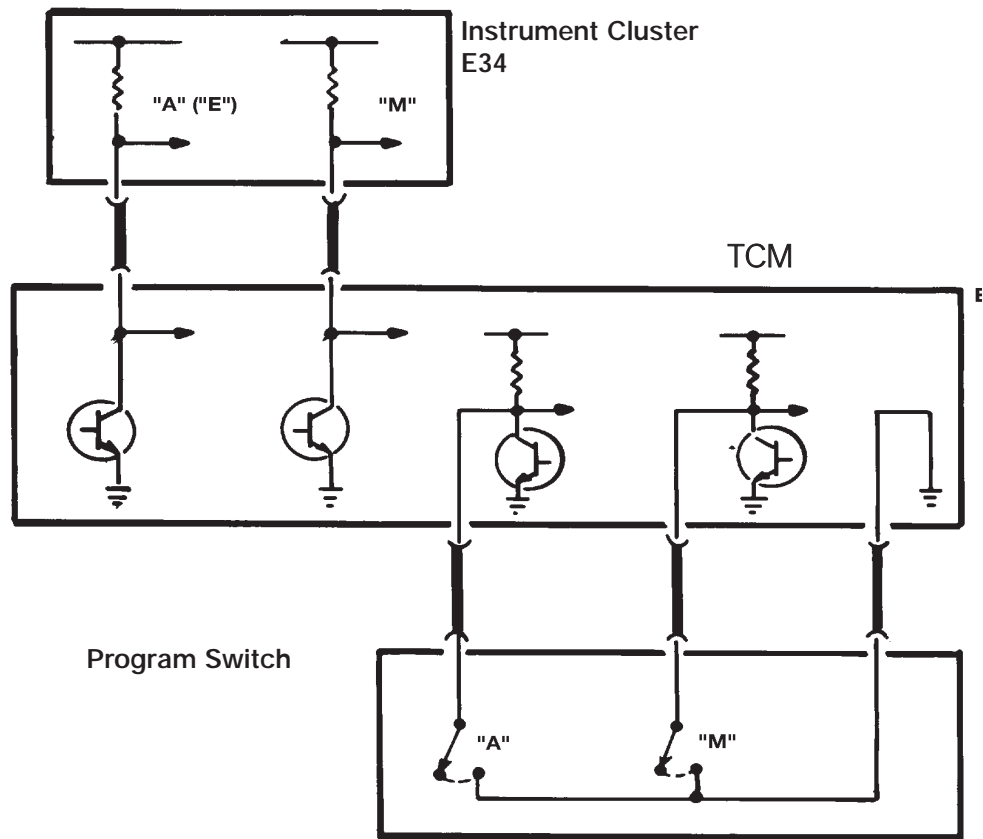 Instrument Cluster
E34
"A" ("E")
"M"
TCM
E
Program Switch
"A"
"M"